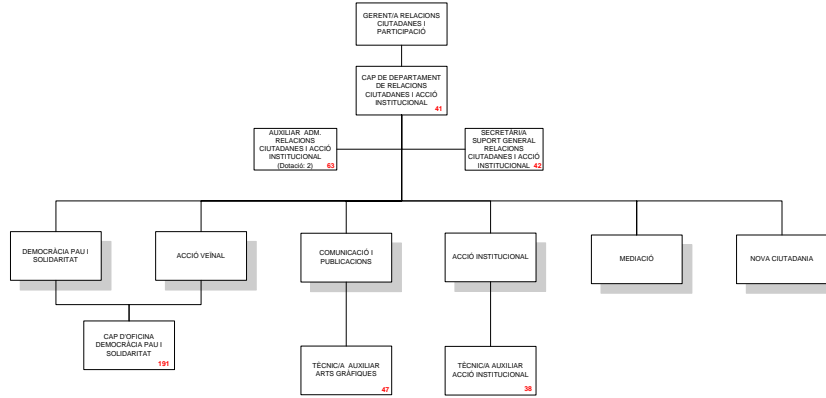 GERENT/A RELACIONS
CIUTADANES I
PARTICIPACIÓ
CAP DE DEPARTAMENT
DE RELACIONS
CIUTADANES I ACCIÓ
INSTITUCIONAL
41
AUXILIAR ADM.
RELACIONS
CIUTADANES I ACCIÓ
INSTITUCIONAL
(Dotació: 2) 63
SECRETÀRI/A
SUPORT GENERAL
RELACIONS
CIUTADANES I ACCIÓ
INSTITUCIONAL 42
DEMOCRÀCIA PAU I
SOLIDARITAT
ACCIÓ VEÏNAL
COMUNICACIÓ I
PUBLICACIONS
ACCIÓ INSTITUCIONAL
MEDIACIÓ
NOVA CIUTADANIA
CAP D'OFICINA
DEMOCRÀCIA PAU I
SOLIDARITAT
191
TÈCNIC/A AUXILIAR
ARTS GRÀFIQUES
47
TÈCNIC/A AUXILIAR
ACCIÓ INSTITUCIONAL
38